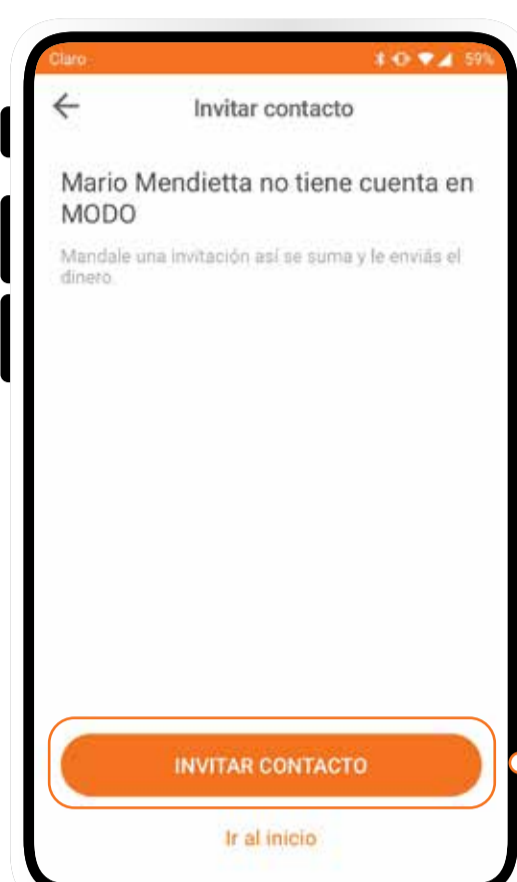 Claro 59%
Invitar contacto
Mario Mendietta no tiene cuenta en
MODO
Mandale una invitación así se suma y le enviás el
dinero.
INVITAR CONTACTO
Ir al inicio